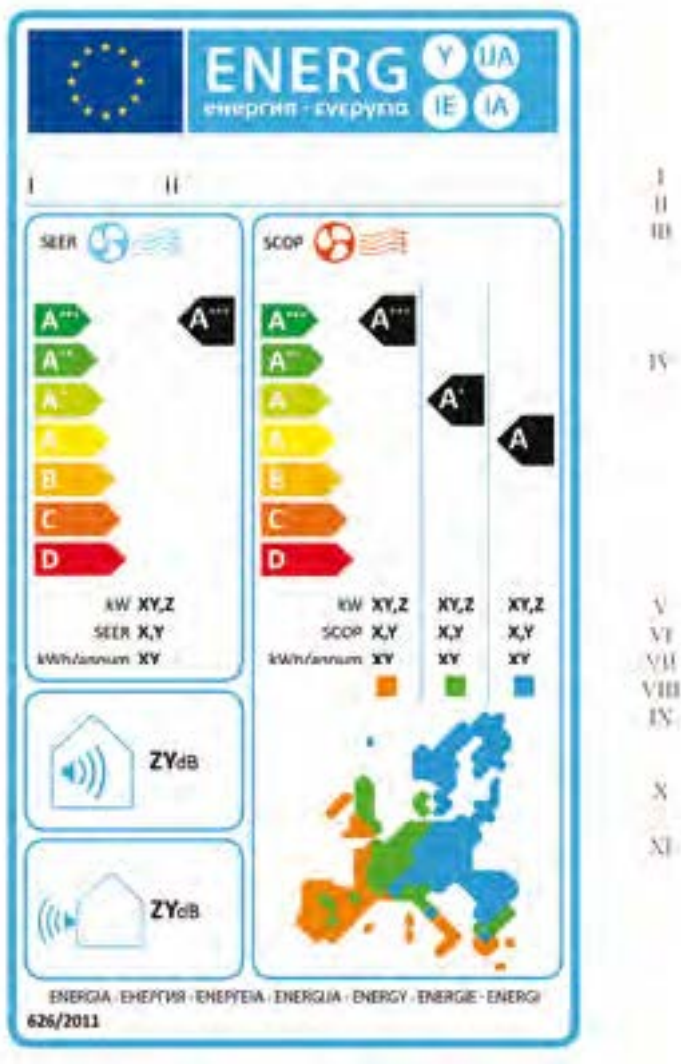 ENERG Y IJA
енергия · ενεργεια IE IA
I II
I
II
III
SEER
SCOP
A+++ A+++
A++
A+
A
B
C
D
A+++ A+++
A++
A A+
A A
B
C
D
IV
kW XY,Z
SEER X,Y
kWh/annum XY
kW XY,Z XY,Z XY,Z
SCOP X,Y X,Y X,Y
kWh/annum XY XY XY
V
VI
VII
VIII
IX
ZYdB
X
ZYdB
XI
ENERGIA · ЕНЕРГИЯ · ΕΝΕΡΓΕΙΑ · ENERGIJA · ENERGY · ENERGIE · ENERGI
626/2011